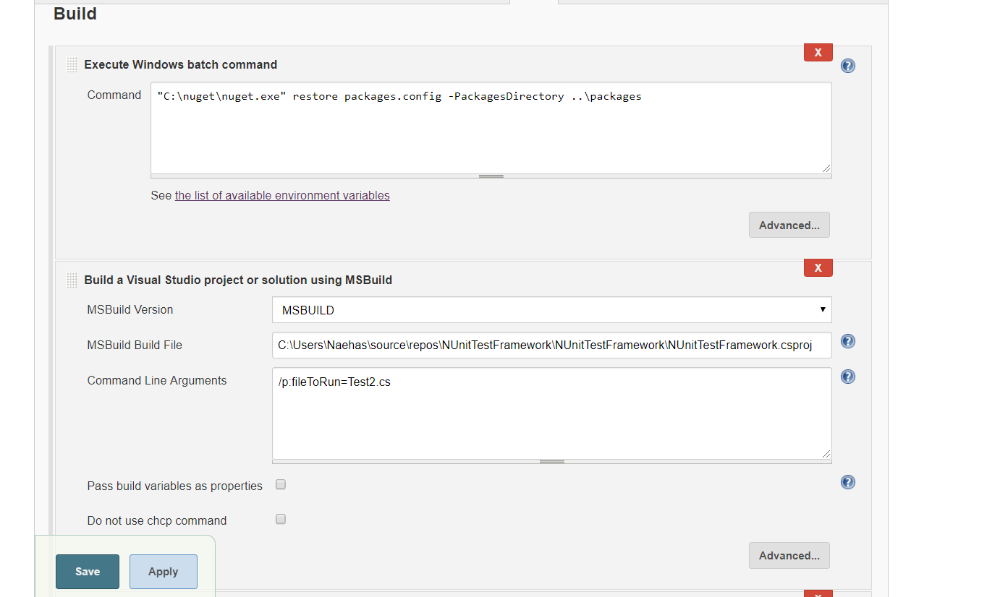 Build
X
Execute Windows batch command
?
Command
"C:\nuget\nuget.exe" restore packages.config -PackagesDirectory ..\packages
See the list of available environment variables
Advanced...
X
Build a Visual Studio project or solution using MSBuild
MSBuild Version
MSBUILD
MSBuild Build File
C:\Users\Naehas\source\repos\NUnitTestFramework\NUnitTestFramework\NUnitTestFramework.csproj
?
Command Line Arguments
/p:fileToRun=Test2.cs
?
Pass build variables as properties
?
Do not use chcp command
Advanced...
Save
Apply
X